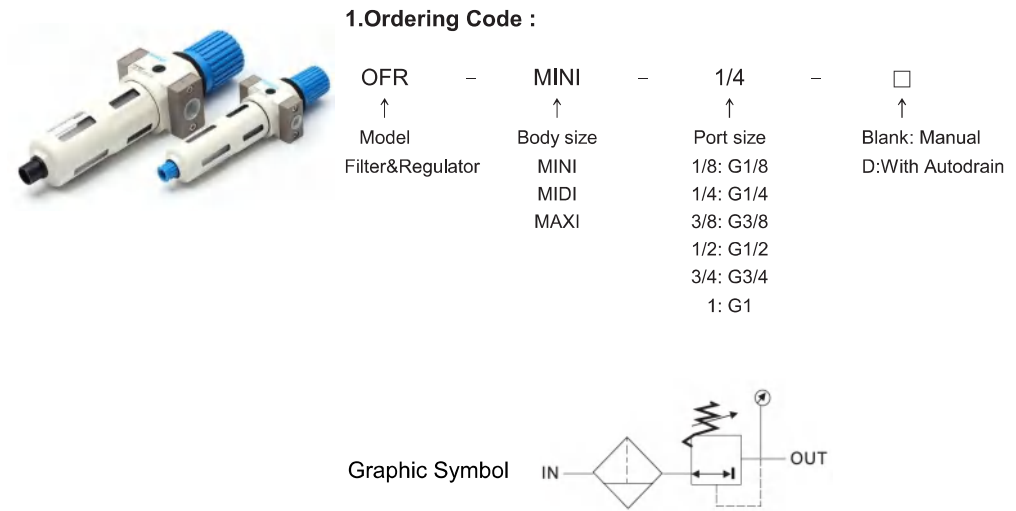 1.Ordering Code :
OFR – MINI – 1/4 – □
Model Body size Port size Blank: Manual
Filter&Regulator MINI 1/8: G1/8 D:With Autodrain
MIDI 1/4: G1/4
MAXI 3/8: G3/8
1/2: G1/2
3/4: G3/4
1: G1
Graphic Symbol IN OUT